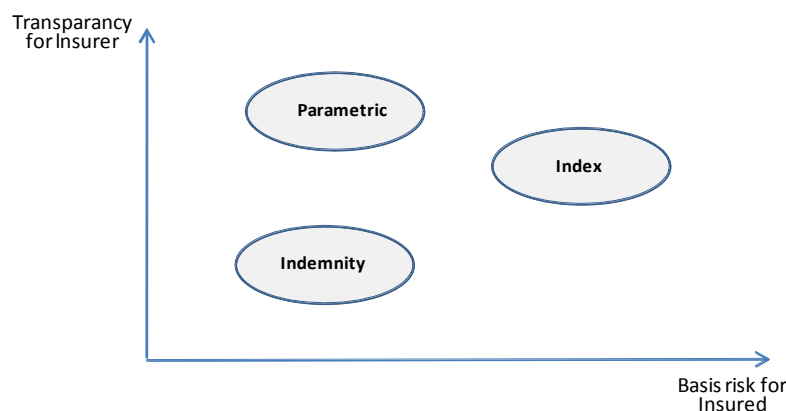 Transparancy
for Insurer
Parametric
Index
Indemnity
Basis risk for
Insured